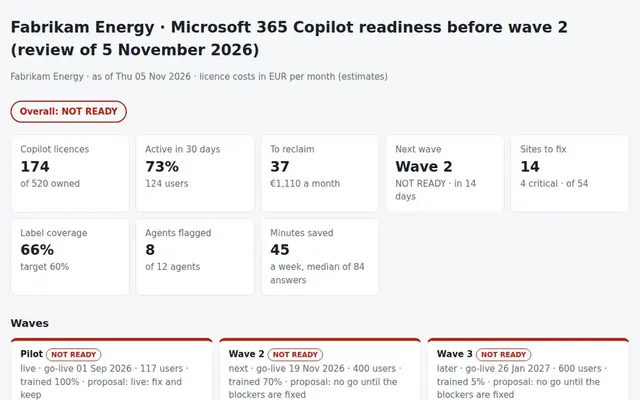 Fabrikam Energy · Microsoft 365 Copilot readiness before wave 2
(review of 5 November 2026)
Fabrikam Energy · as of Thu 05 Nov 2026 · licence costs in EUR per month (estimates)
Overall: NOT READY
Copilot licences
174
of 520 owned
Active in 30 days
73%
124 users
To reclaim
37
€1,110 a month
Next wave
Wave 2
NOT READY · in 14
days
Sites to fix
14
4 critical · of 54
Label coverage
66%
target 60%
Agents flagged
8
of 12 agents
Minutes saved
45
a week, median of 84
answers
Waves
Pilot NOT READY
live · go-live 01 Sep 2026 · 117 users ·
trained 100% · proposal: live: fix and
keep
Wave 2 NOT READY
next · go-live 19 Nov 2026 · 400 users ·
trained 70% · proposal: no go until the
blockers are fixed
Wave 3 NOT READY
later · go-live 26 Jan 2027 · 600 users ·
trained 5% · proposal: no go until the
blockers are fixed